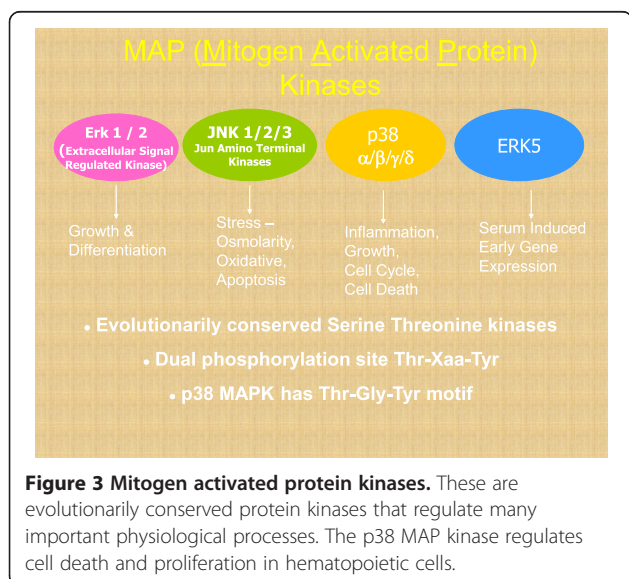 MAP (Mitogen Activated Protein)
Kinases
Erk 1 / 2
(Extracellular Signal
Regulated Kinase)
JNK 1/2/3
Jun Amino Terminal
Kinases
p38
α/β/γ/δ
ERK5
Growth &
Differentiation
Stress –
Osmolarity,
Oxidative,
Apoptosis
Inflammation,
Growth,
Cell Cycle,
Cell Death
Serum Induced
Early Gene
Expression
• Evolutionarily conserved Serine Threonine kinases
• Dual phosphorylation site Thr-Xaa-Tyr
• p38 MAPK has Thr-Gly-Tyr motif
Figure 3 Mitogen activated protein kinases. These are
evolutionarily conserved protein kinases that regulate many
important physiological processes. The p38 MAP kinase regulates
cell death and proliferation in hematopoietic cells.